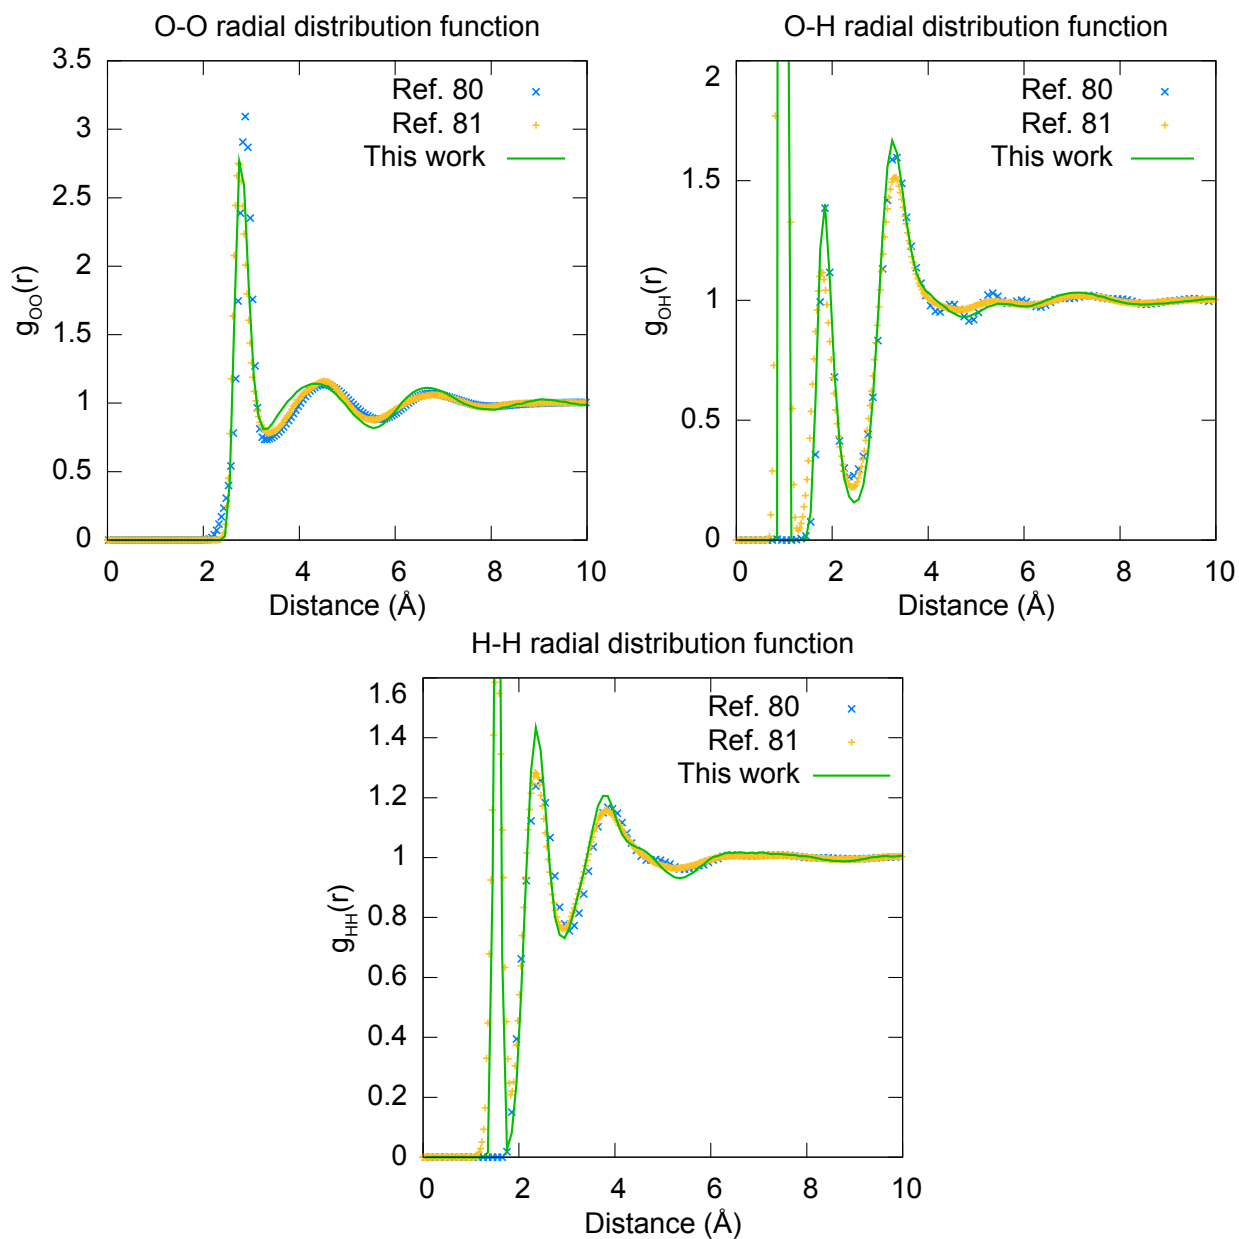 O-O radial distribution function
3.5
3
2.5
2
1.5
1
0.5
0
g_OO(r)
Ref. 80
Ref. 81
This work
0 2 4 6 8 10
Distance (Å)
O-H radial distribution function
2
1.5
1
0.5
0
g_OH(r)
Ref. 80
Ref. 81
This work
0 2 4 6 8 10
Distance (Å)
H-H radial distribution function
1.6
1.4
1.2
1
0.8
0.6
0.4
0.2
0
g_HH(r)
Ref. 80
Ref. 81
This work
0 2 4 6 8 10
Distance (Å)